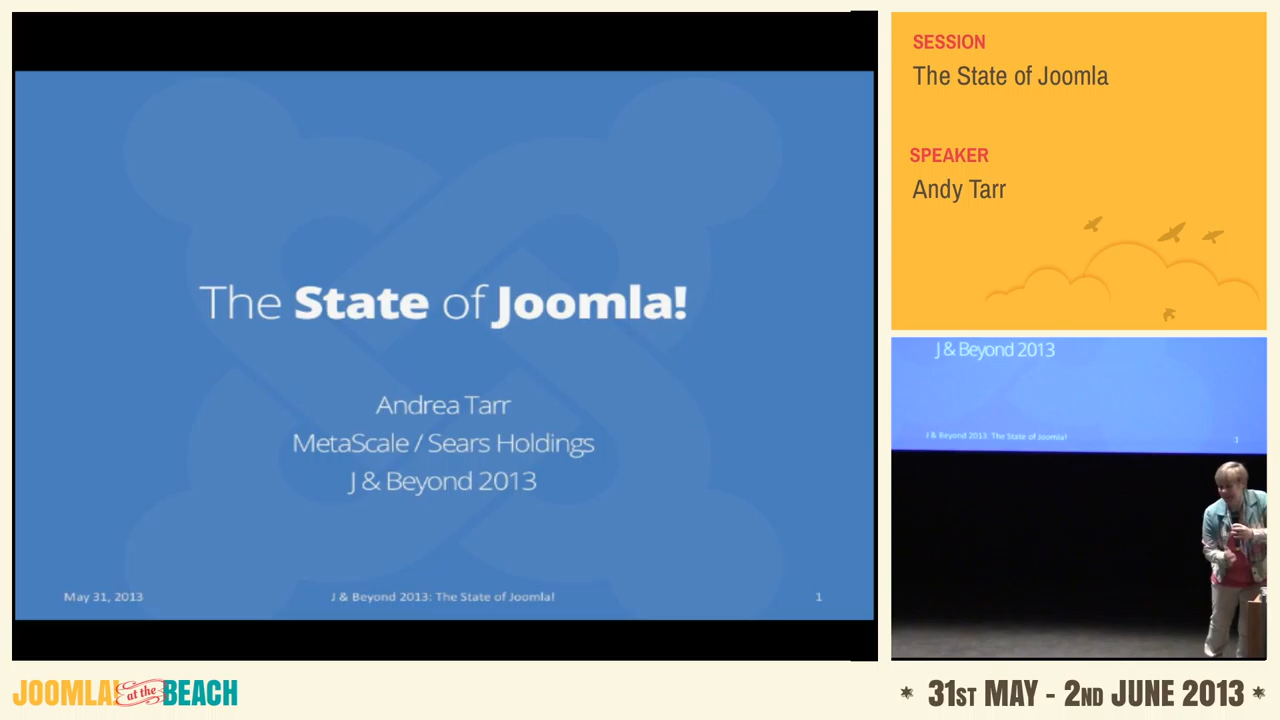 The State of Joomla!
Andrea Tarr
MetaScale / Sears Holdings
J & Beyond 2013
May 31, 2013
J & Beyond 2013: The State of Joomla!
1
SESSION
The State of Joomla
SPEAKER
Andy Tarr
J & Beyond 2013
J & Beyond 2013: The State of Joomla!
1
JOOMLA! at the BEACH
* 31ST MAY - 2ND JUNE 2013 *